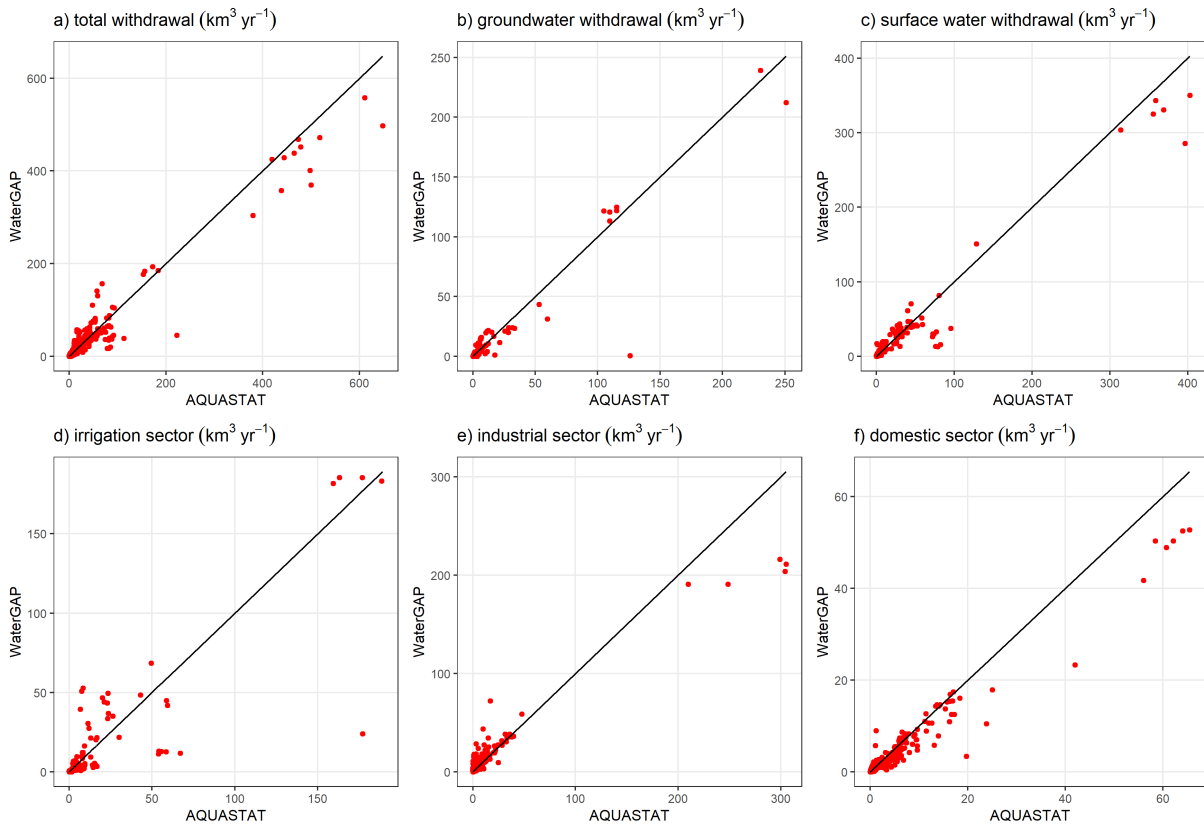 a) total withdrawal (km³ yr⁻¹)
600
400
200
0
WaterGAP
0 200 400 600
AQUASTAT
b) groundwater withdrawal (km³ yr⁻¹)
250
200
150
100
50
0
WaterGAP
0 50 100 150 200 250
AQUASTAT
c) surface water withdrawal (km³ yr⁻¹)
400
300
200
100
0
WaterGAP
0 100 200 300 400
AQUASTAT
d) irrigation sector (km³ yr⁻¹)
150
100
50
0
WaterGAP
0 50 100 150
AQUASTAT
e) industrial sector (km³ yr⁻¹)
300
200
100
0
WaterGAP
0 100 200 300
AQUASTAT
f) domestic sector (km³ yr⁻¹)
60
40
20
0
WaterGAP
0 20 40 60
AQUASTAT